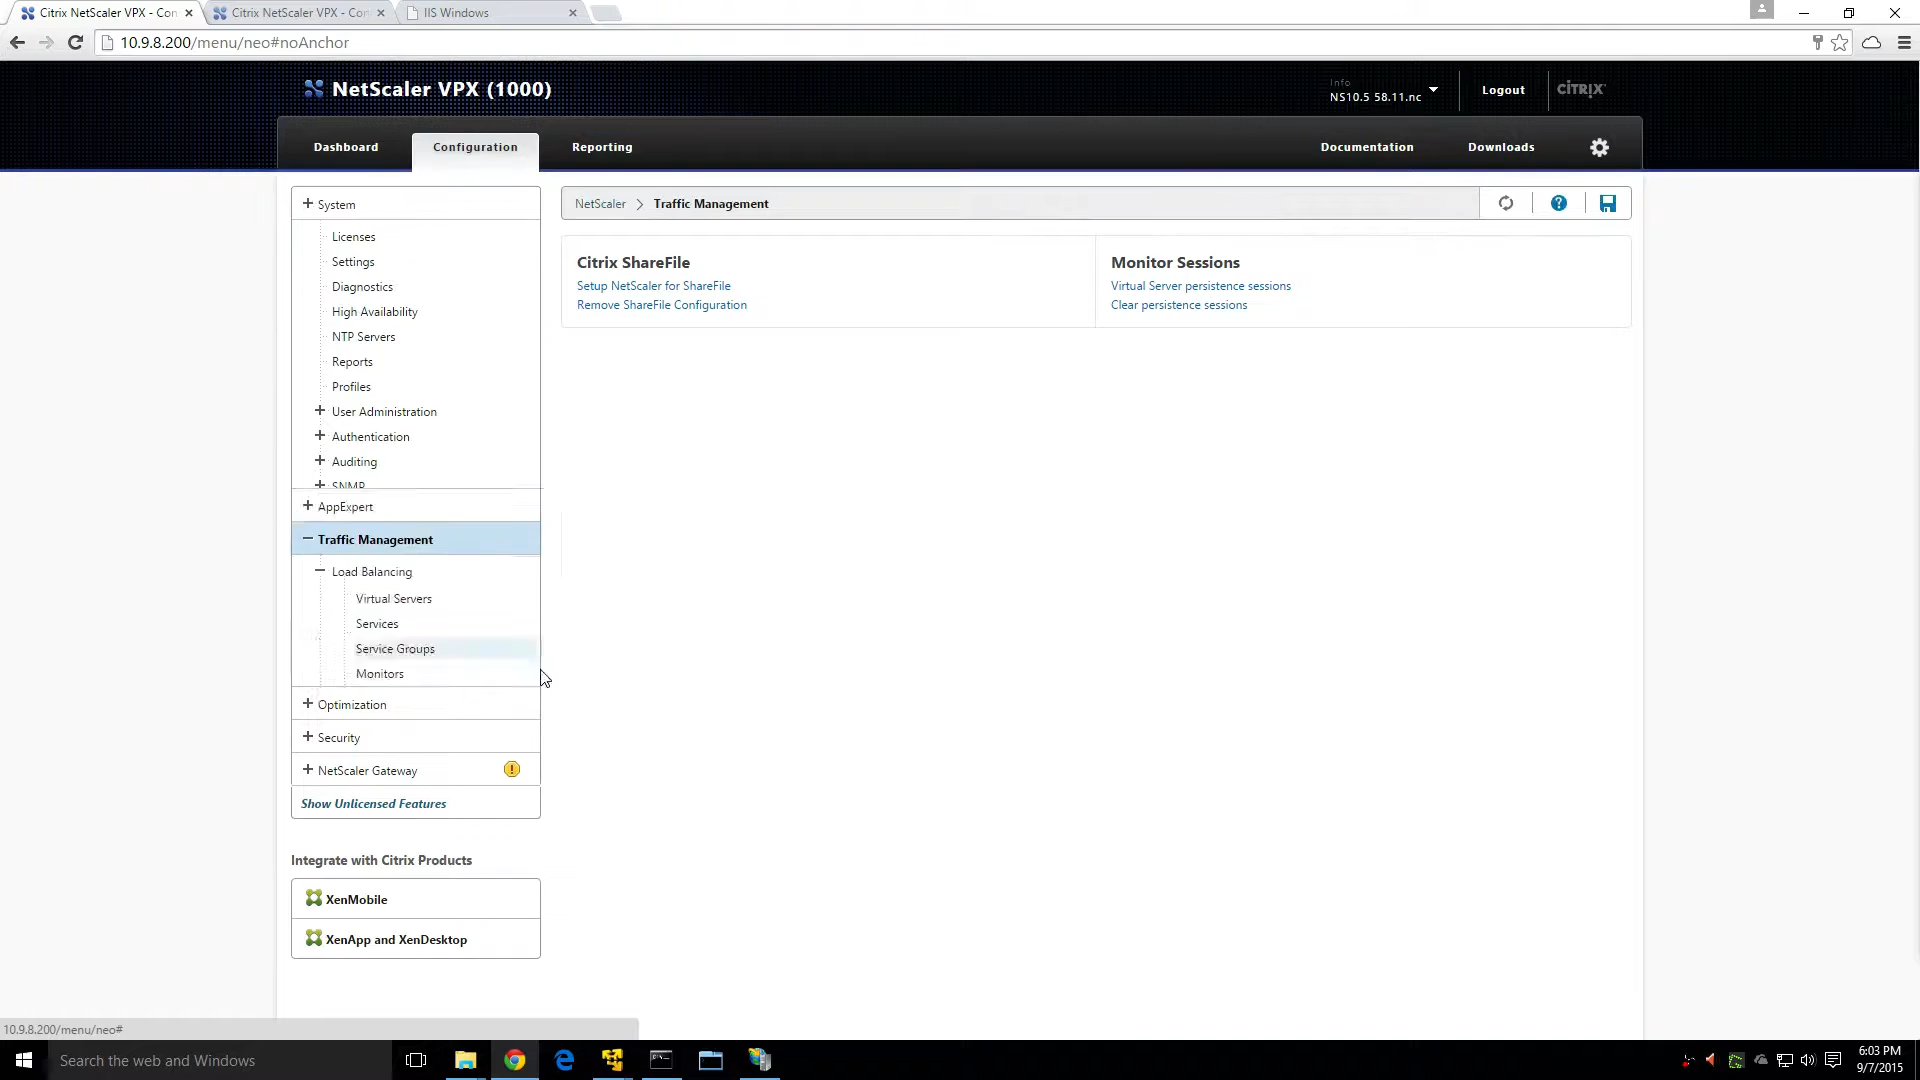 Citrix NetScaler VPX - Con
Citrix NetScaler VPX - Con
IIS Windows
10.9.8.200/menu/neo#noAnchor
NetScaler VPX (1000)
Info
NS10.5 58.11.nc
Logout
CITRIX
Dashboard
Configuration
Reporting
Documentation
Downloads
System
Licenses
Settings
Diagnostics
High Availability
NTP Servers
Reports
Profiles
User Administration
Authentication
Auditing
SNMP
AppExpert
Traffic Management
Load Balancing
Virtual Servers
Services
Service Groups
Monitors
Optimization
Security
NetScaler Gateway
Show Unlicensed Features
Integrate with Citrix Products
XenMobile
XenApp and XenDesktop
NetScaler > Traffic Management
Citrix ShareFile
Setup NetScaler for ShareFile
Remove ShareFile Configuration
Monitor Sessions
Virtual Server persistence sessions
Clear persistence sessions
10.9.8.200/menu/neo#
Search the web and Windows
6:03 PM
9/7/2015